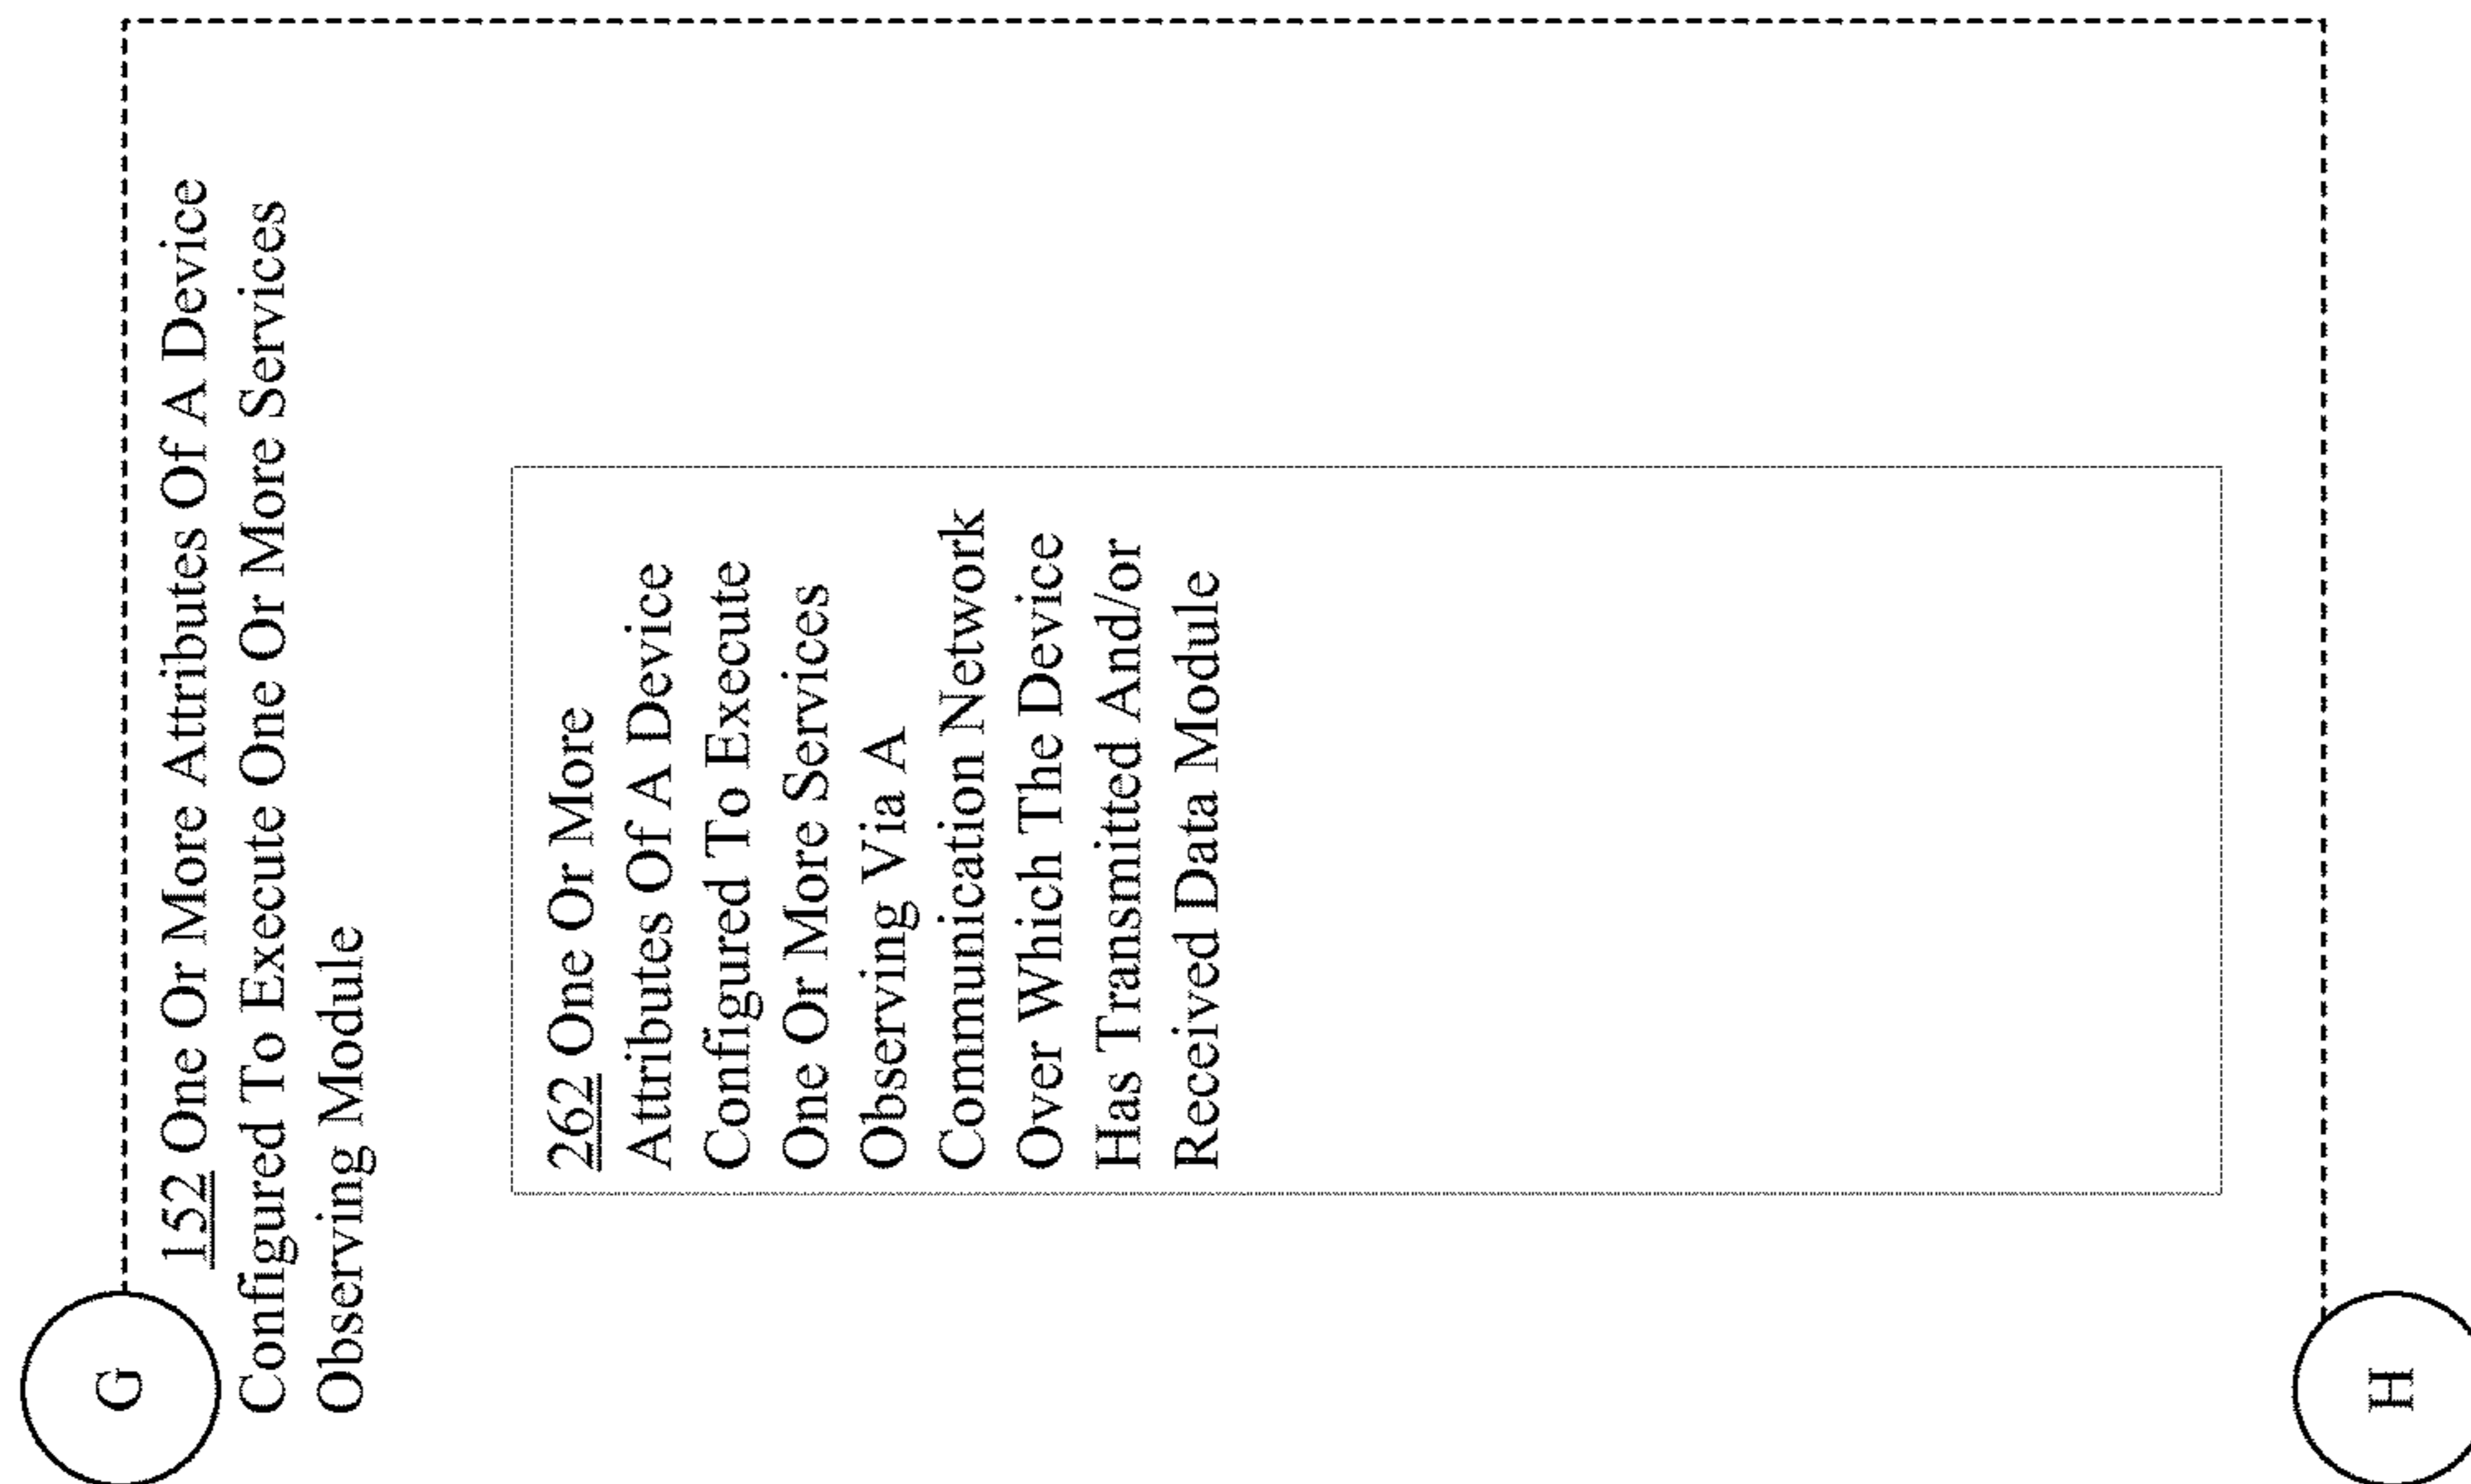 G
152 One Or More Attributes Of A Device
Configured To Execute One Or More Services
Observing Module
262 One Or More
Attributes Of A Device
Configured To Execute
One Or More Services
Observing Via A
Communication Network
Over Which The Device
Has Transmitted And/or
Received Data Module
H